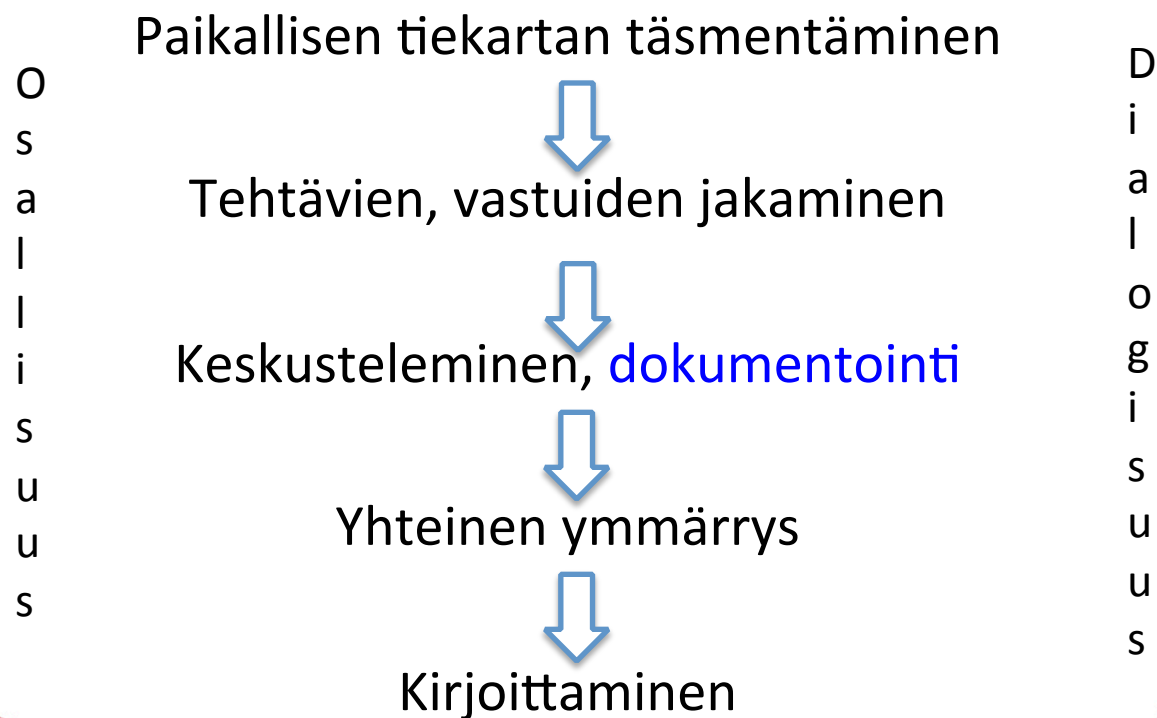 Paikallisen tiekartan täsmentäminen
Osallisuus
Dialogisuus
Tehtävien, vastuiden jakaminen
Keskusteleminen, dokumentointi
Yhteinen ymmärrys
Kirjoittaminen